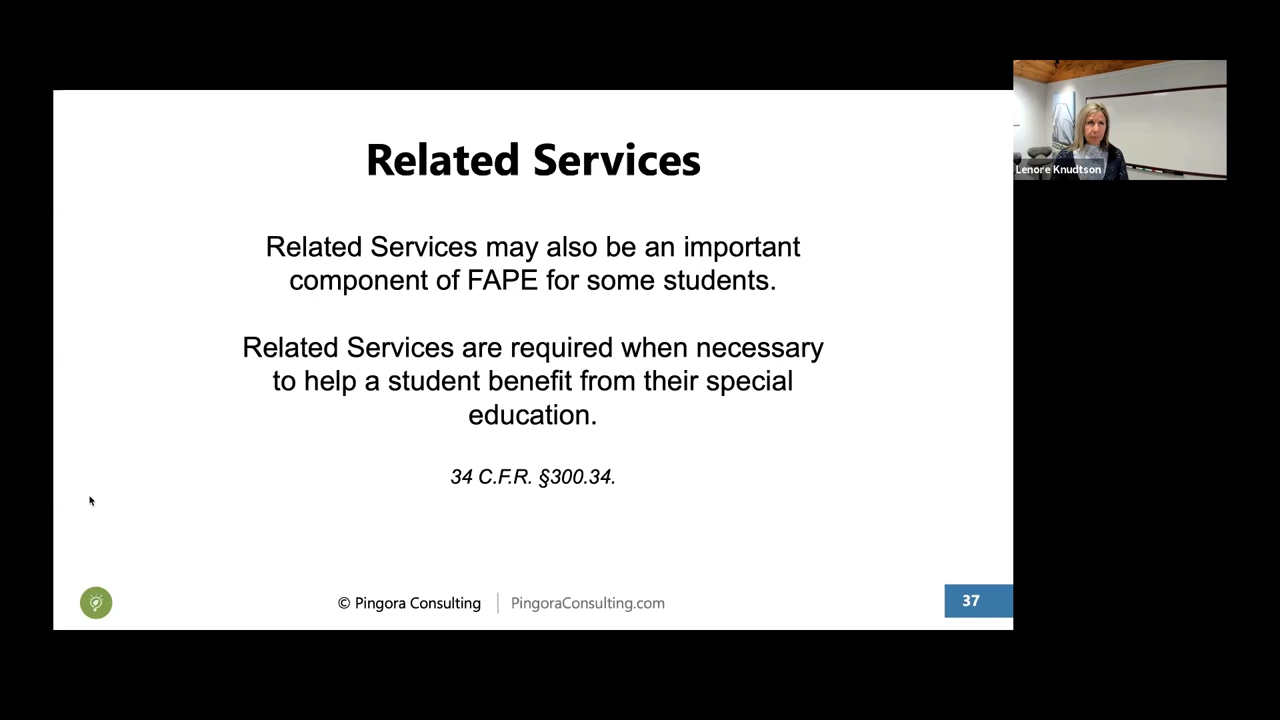 Related Services
Related Services may also be an important
component of FAPE for some students.
Related Services are required when necessary
to help a student benefit from their special
education.
34 C.F.R. §300.34.
© Pingora Consulting
PingoraConsulting.com
37
Lenore Knudtson